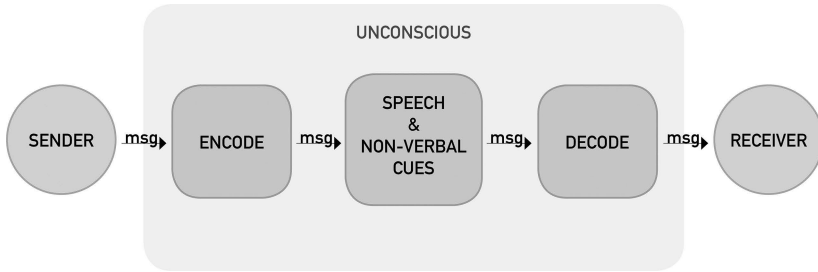 UNCONSCIOUS
SENDER
msg
ENCODE
msg
SPEECH
&
NON-VERBAL
CUES
msg
DECODE
msg
RECEIVER